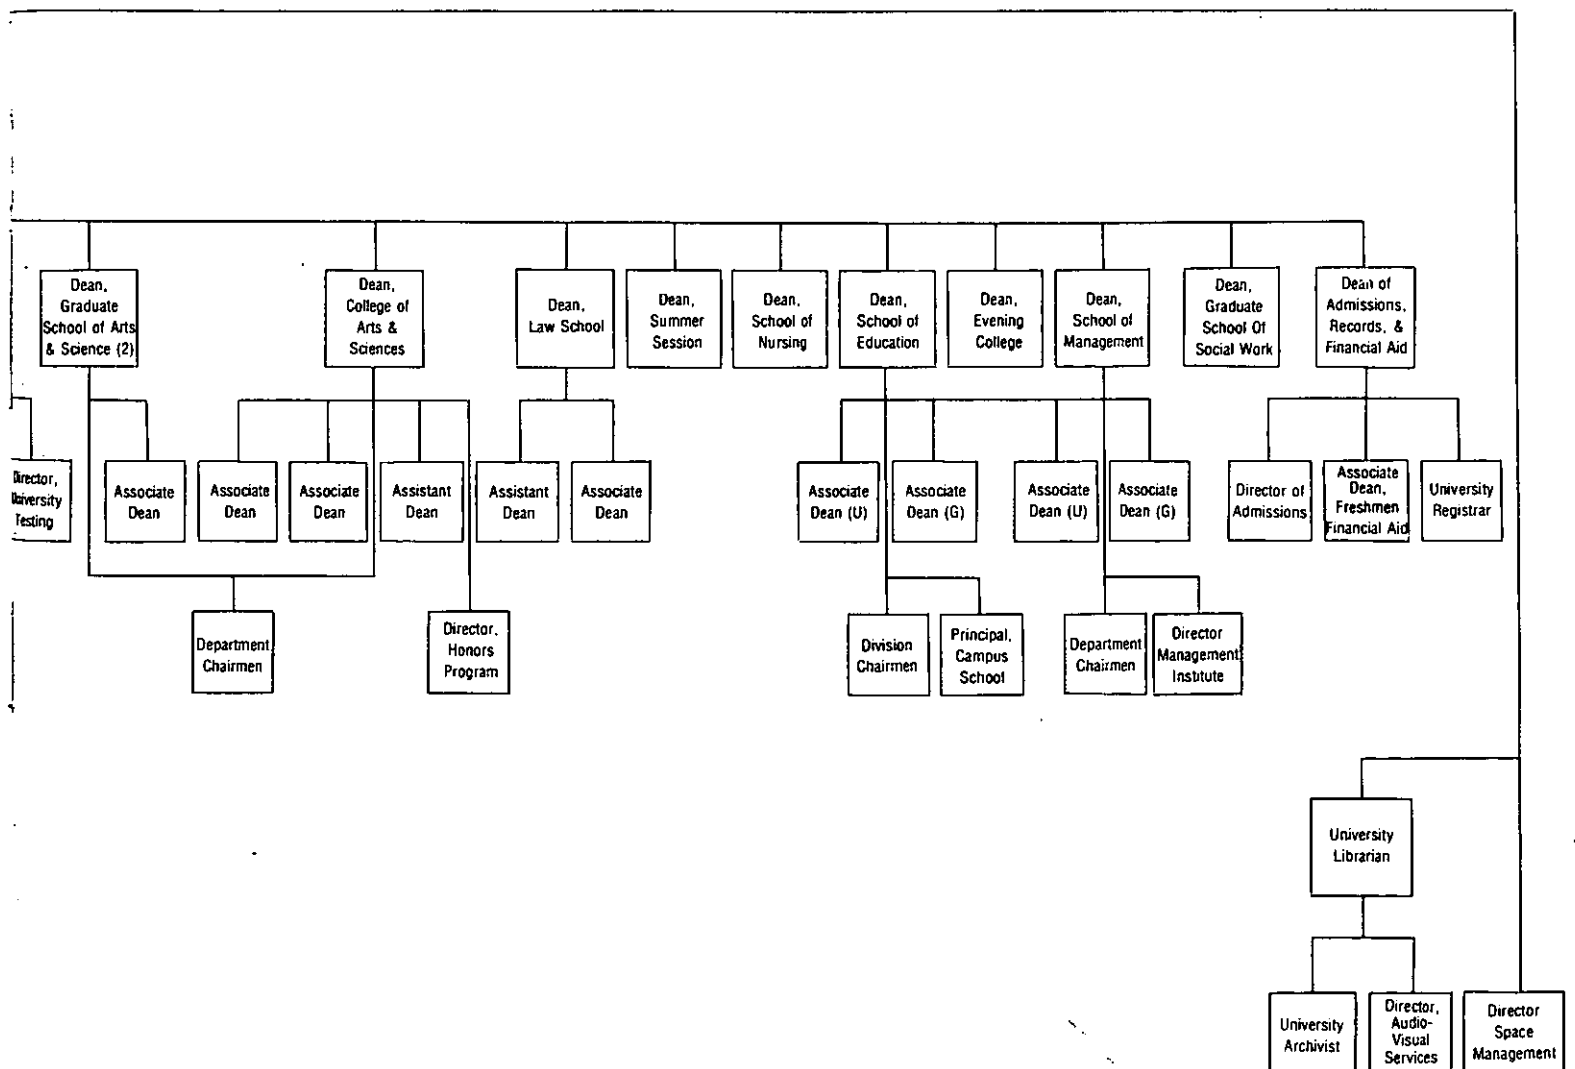 Dean,
Graduate
School of Arts
& Science (2)
Dean,
College of
Arts &
Sciences
Dean,
Law School
Dean,
Summer
Session
Dean,
School of
Nursing
Dean,
School of
Education
Dean,
Evening
College
Dean,
School of
Management
Dean,
Graduate
School Of
Social Work
Dean of
Admissions,
Records, &
Financial Aid
Director,
University
Testing
Associate
Dean
Associate
Dean
Associate
Dean
Assistant
Dean
Assistant
Dean
Associate
Dean
Associate
Dean (U)
Associate
Dean (G)
Associate
Dean (U)
Associate
Dean (G)
Director of
Admissions
Associate
Dean,
Freshmen
Financial Aid
University
Registrar
Department
Chairmen
Director,
Honors
Program
Division
Chairmen
Principal,
Campus
School
Department
Chairmen
Director
Management
Institute
University
Librarian
University
Archivist
Director,
Audio-
Visual
Services
Director
Space
Management